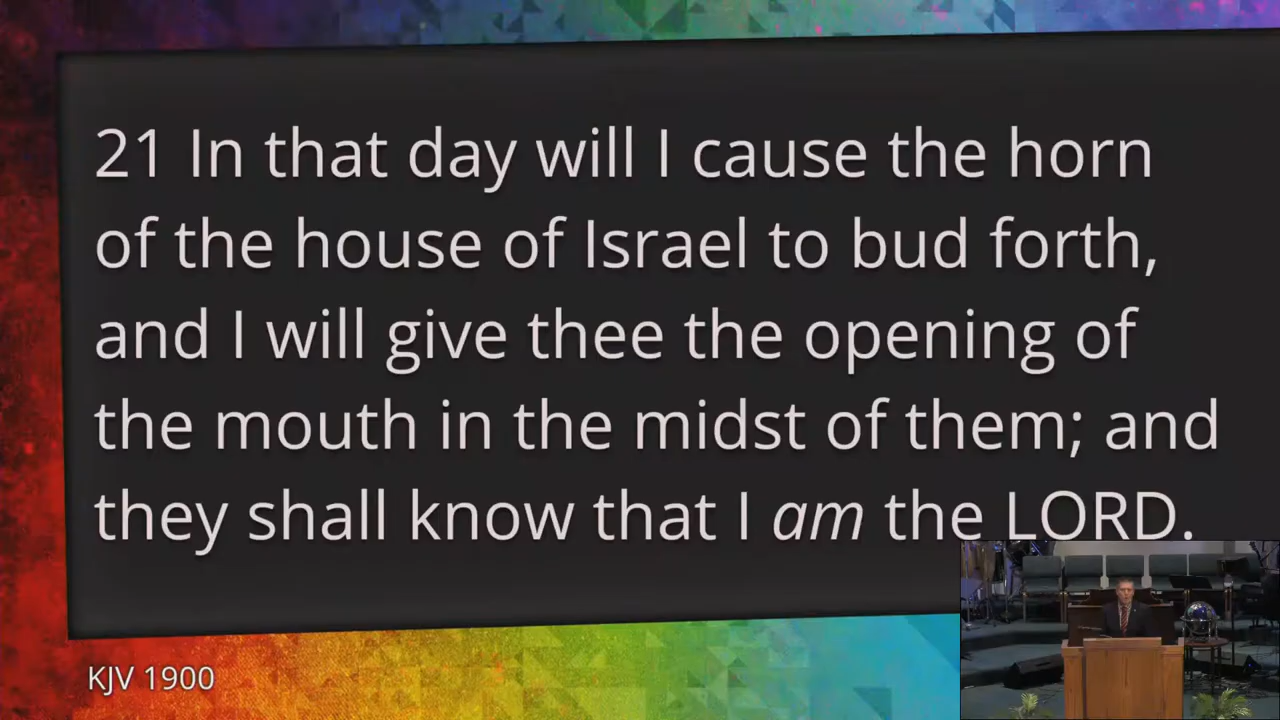 21 In that day will I cause the horn
of the house of Israel to bud forth,
and I will give thee the opening of
the mouth in the midst of them; and
they shall know that I am the LORD.
KJV 1900